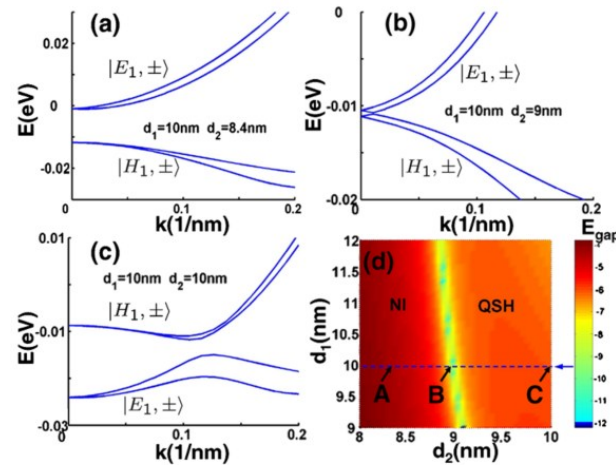 (a)
0.03
0
-0.02
E(eV)
|E₁, ±⟩
d₁=10nm d₂=8.4nm
|H₁, ±⟩
0 0.1 0.2
k(1/nm)
(b)
0
-0.01
-0.02
E(eV)
|E₁, ±⟩
d₁=10nm d₂=9nm
|H₁, ±⟩
0 0.1 0.2
k(1/nm)
(c)
0.01
-0.01
-0.03
E(eV)
d₁=10nm d₂=10nm
|H₁, ±⟩
|E₁, ±⟩
0 0.1 0.2
k(1/nm)
(d)
12
11.5
11
10.5
10
9.5
9
d₁(nm)
NI QSH
A B C
8 8.5 9 9.5 10
d₂(nm)
E gap
-4
-5
-6
-7
-8
-9
-10
-11
-12